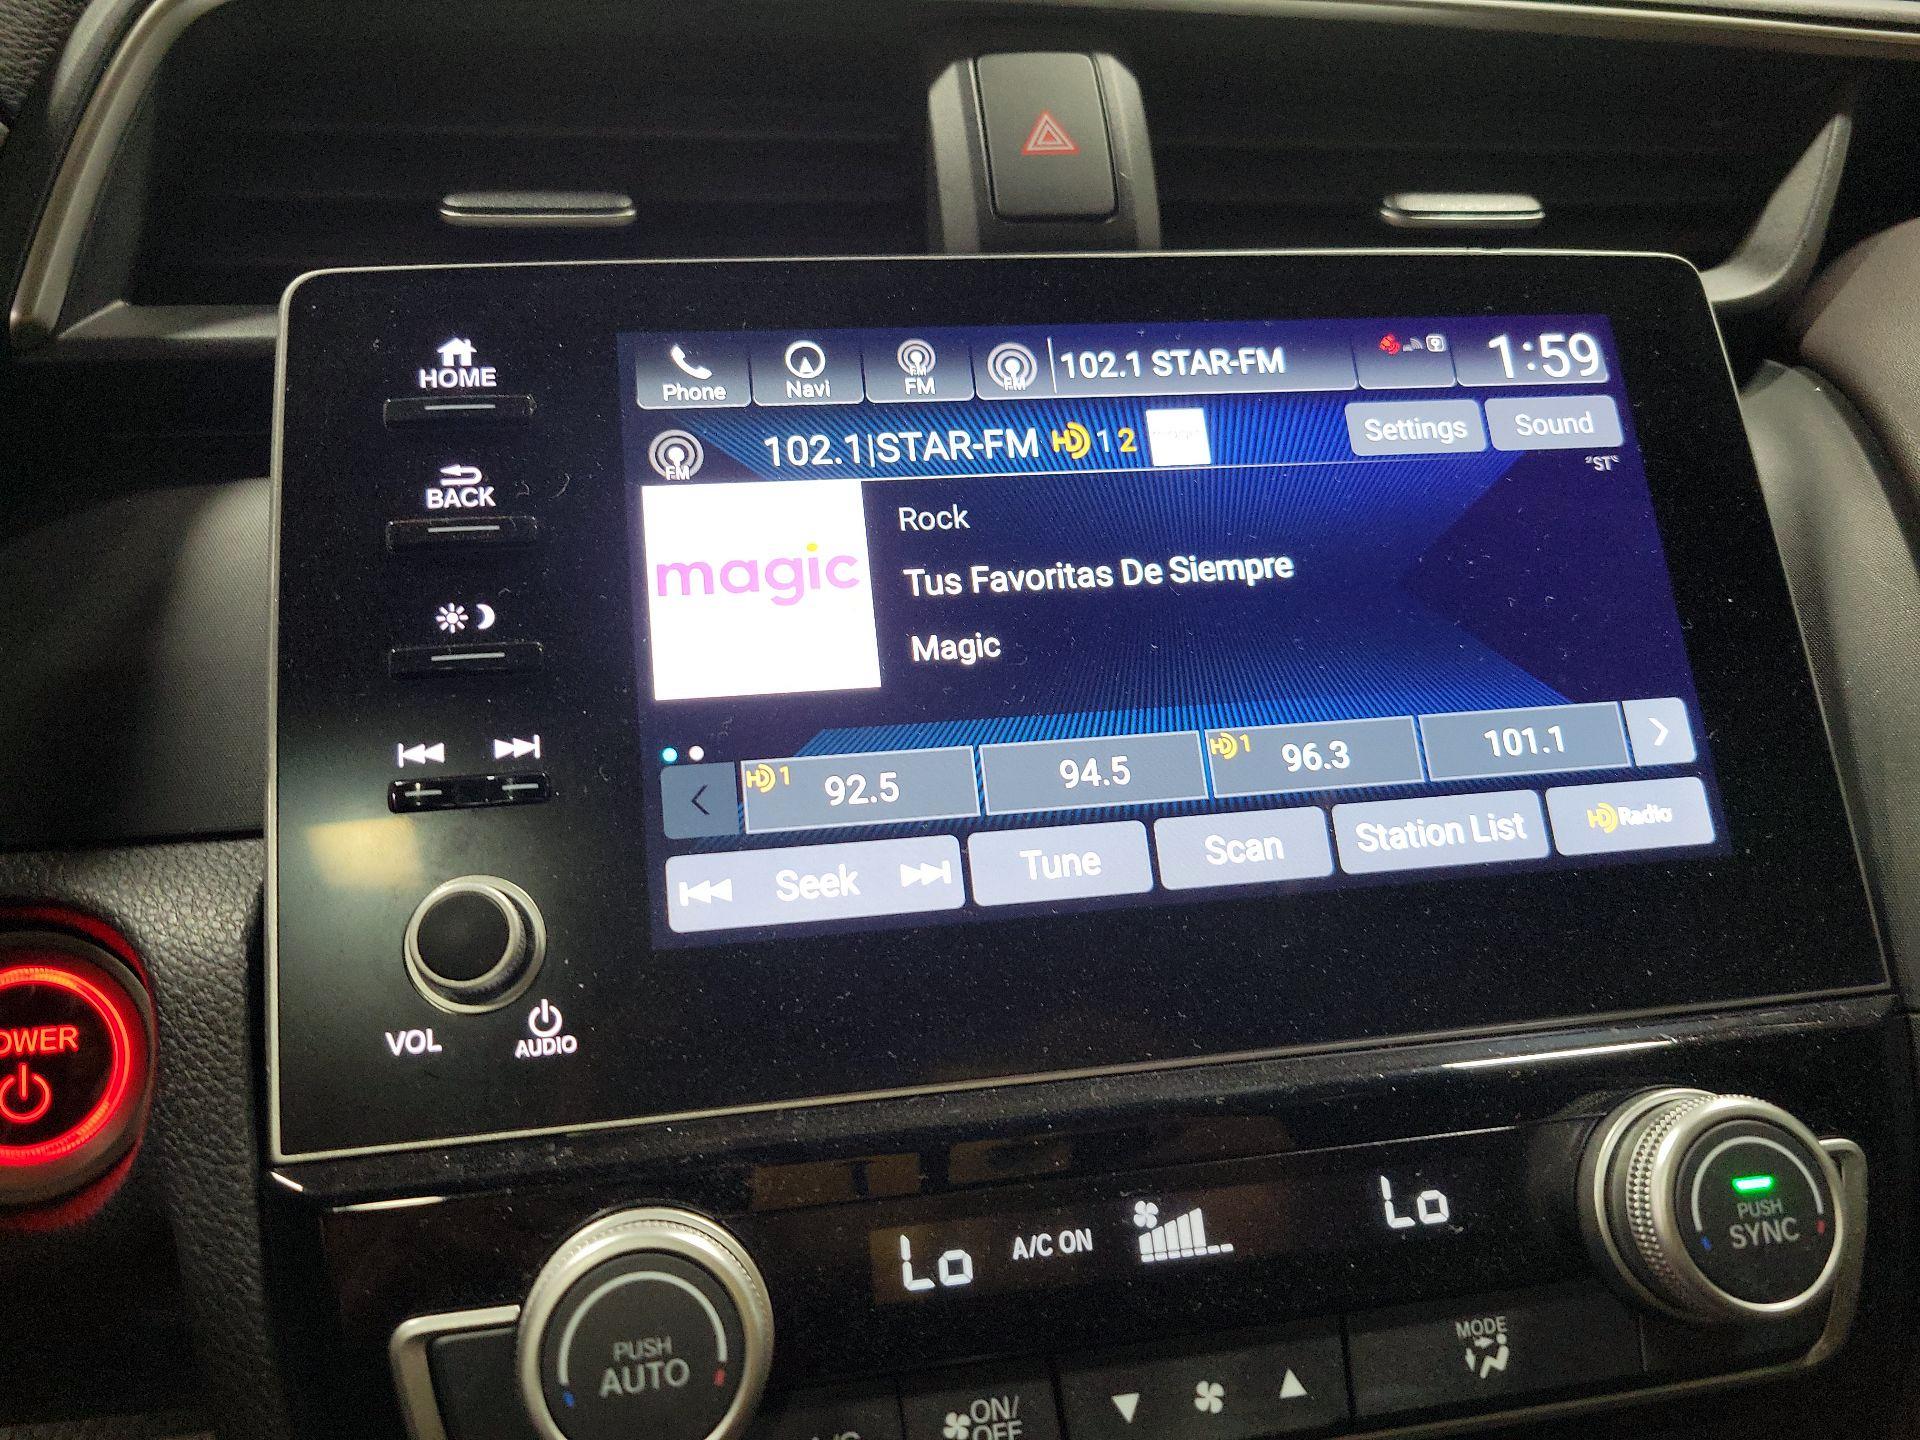 HOME
Phone
Navi
FM
FM
102.1 STAR-FM
1:59
BACK
FM
102.1|STAR-FM HD 1 2
Settings
Sound
magic
Rock
Tus Favoritas De Siempre
Magic
HD 1
92.5
94.5
HD 1
96.3
101.1
Seek
Tune
Scan
Station List
HD Radio
VOL
AUDIO
OWER
Lo
A/C ON
Lo
PUSH
SYNC
PUSH
AUTO
MODE
ON/
OFF